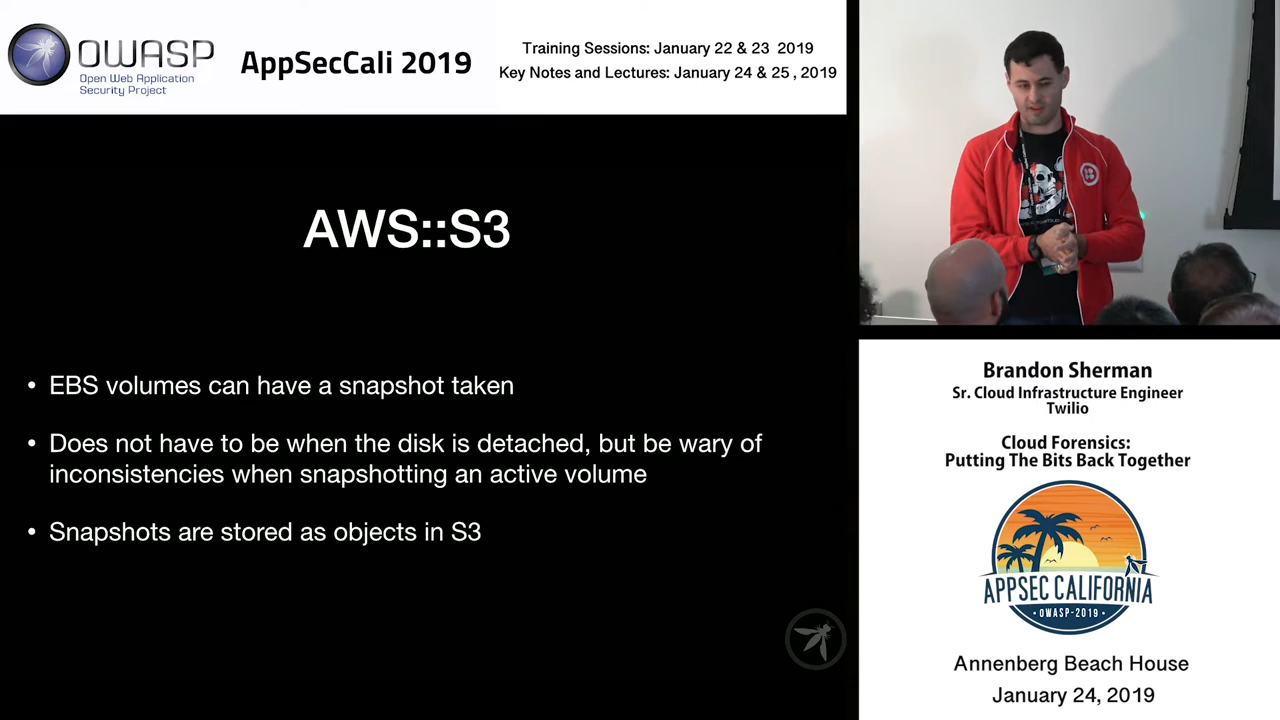 OWASP
Open Web Application
Security Project
AppSecCali 2019
Training Sessions: January 22 & 23 2019
Key Notes and Lectures: January 24 & 25 , 2019
AWS::S3
• EBS volumes can have a snapshot taken
• Does not have to be when the disk is detached, but be wary of
inconsistencies when snapshotting an active volume
• Snapshots are stored as objects in S3
Brandon Sherman
Sr. Cloud Infrastructure Engineer
Twilio
Cloud Forensics:
Putting The Bits Back Together
APPSEC CALIFORNIA
• OWASP-2019 •
Annenberg Beach House
January 24, 2019